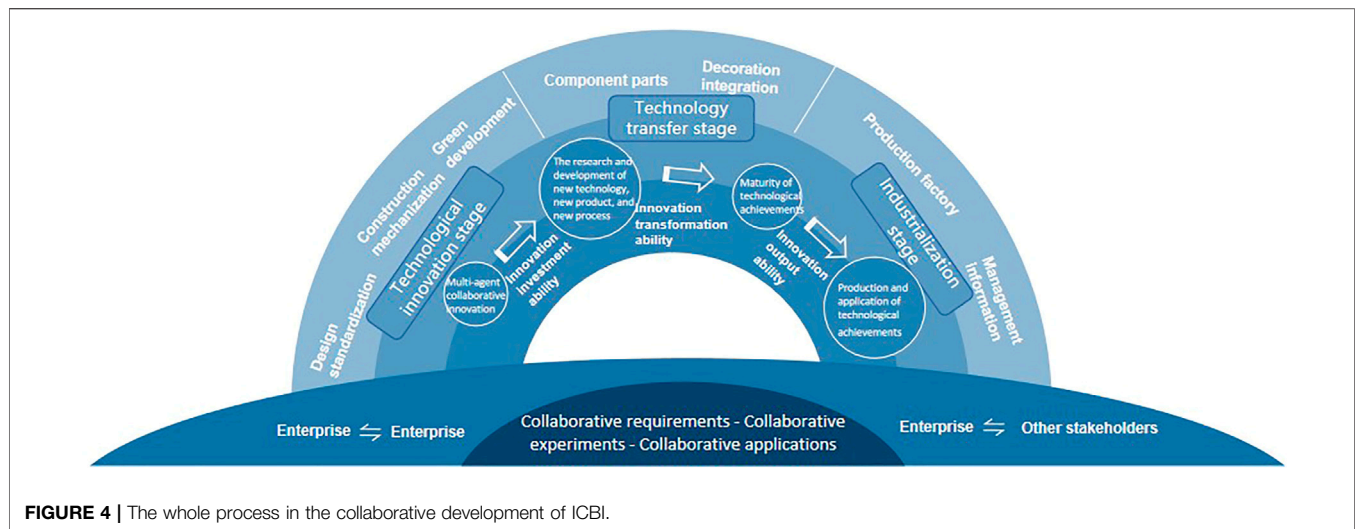 Component parts
Decoration
integration
Technology
transfer stage
Green
development
Construction
mechanization
Design
standardization
Technological
innovation stage
The research and
development of
new technology,
new product, and
new process
Multi-agent
collaborative
innovation
Innovation
investment
ability
Innovation
transformation
ability
Maturity of
technological
achievements
Innovation
output
ability
Production and
application of
technological
achievements
Production factory
Industrialization
stage
Management
information
Enterprise ⇋ Enterprise
Collaborative requirements - Collaborative
experiments - Collaborative applications
Enterprise ⇋ Other stakeholders
FIGURE 4 | The whole process in the collaborative development of ICBI.